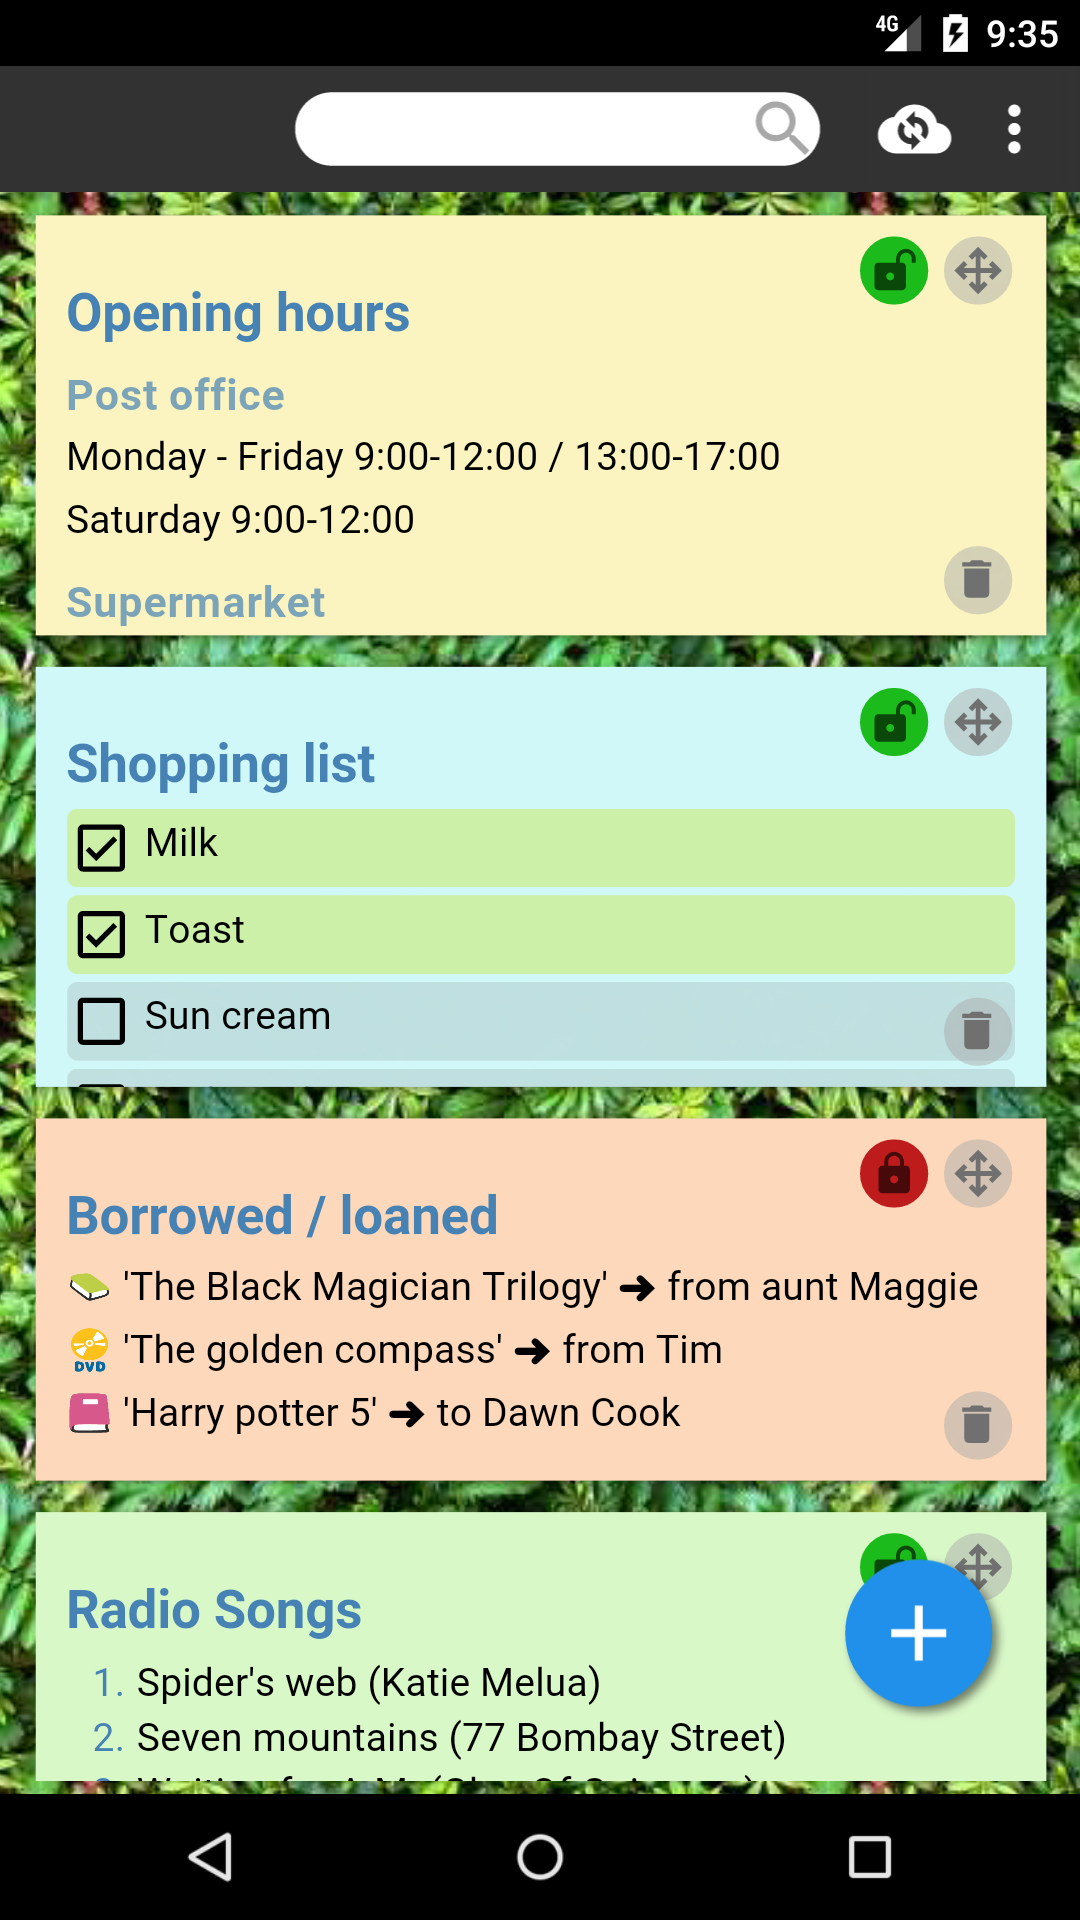 4G 9:35
Opening hours
Post office
Monday - Friday 9:00-12:00 / 13:00-17:00
Saturday 9:00-12:00
Supermarket
Shopping list
Milk
Toast
Sun cream
Borrowed / loaned
'The Black Magician Trilogy' ➜ from aunt Maggie
DVD 'The golden compass' ➜ from Tim
'Harry potter 5' ➜ to Dawn Cook
Radio Songs
1. Spider's web (Katie Melua)
2. Seven mountains (77 Bombay Street)